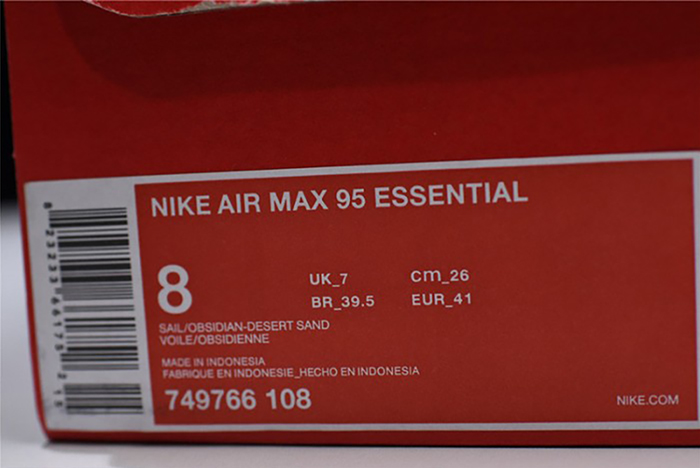 NIKE AIR MAX 95 ESSENTIAL
8
UK_7 cm_26
BR_39.5 EUR_41
SAIL/OBSIDIAN-DESERT SAND
VOILE/OBSIDIENNE
MADE IN INDONESIA
FABRIQUE EN INDONESIE_HECHO EN INDONESIA
749766 108
NIKE.COM